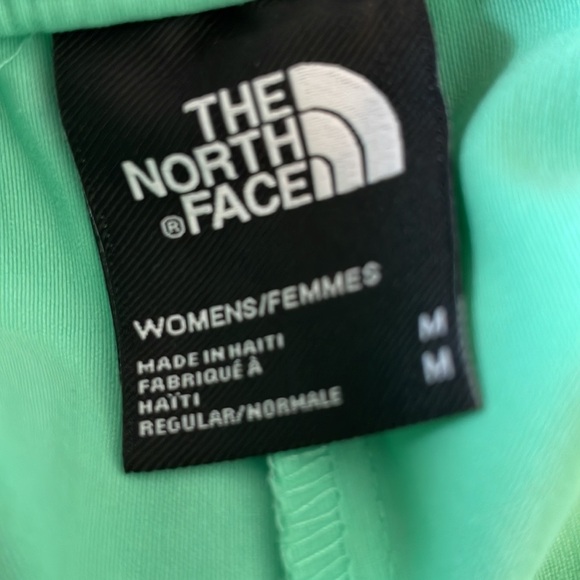 THE
NORTH
® FACE
WOMENS/FEMMES
MADE IN HAITI M
FABRIQUÉ À M
HAÏTI
REGULAR/NORMALE